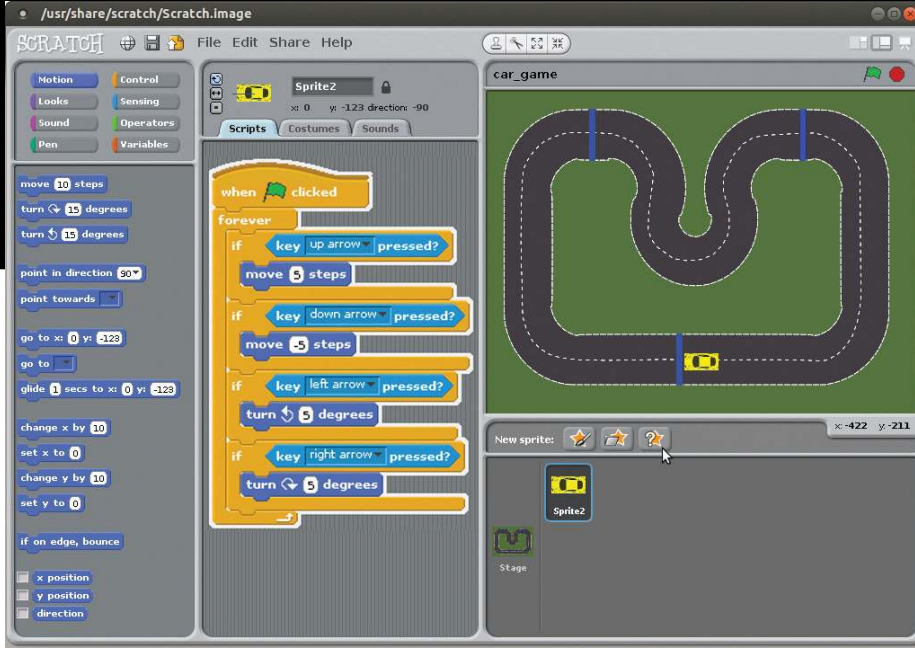 /usr/share/scratch/Scratch.image
SCRATCH File Edit Share Help
Motion Control
Looks Sensing
Sound Operators
Pen Variables
move 10 steps
turn 15 degrees
turn 15 degrees
point in direction 90
point towards
go to x: 0 y: -123
go to
glide 1 secs to x: 0 y: -123
change x by 10
set x to 0
change y by 10
set y to 0
if on edge, bounce
x position
y position
direction
Sprite2
x: 0 y: -123 direction: -90
Scripts Costumes Sounds
when clicked
forever
if key up arrow pressed?
move 5 steps
if key down arrow pressed?
move -5 steps
if key left arrow pressed?
turn 5 degrees
if key right arrow pressed?
turn 5 degrees
car_game
x: -422 y: -211
New sprite:
Sprite2
Stage